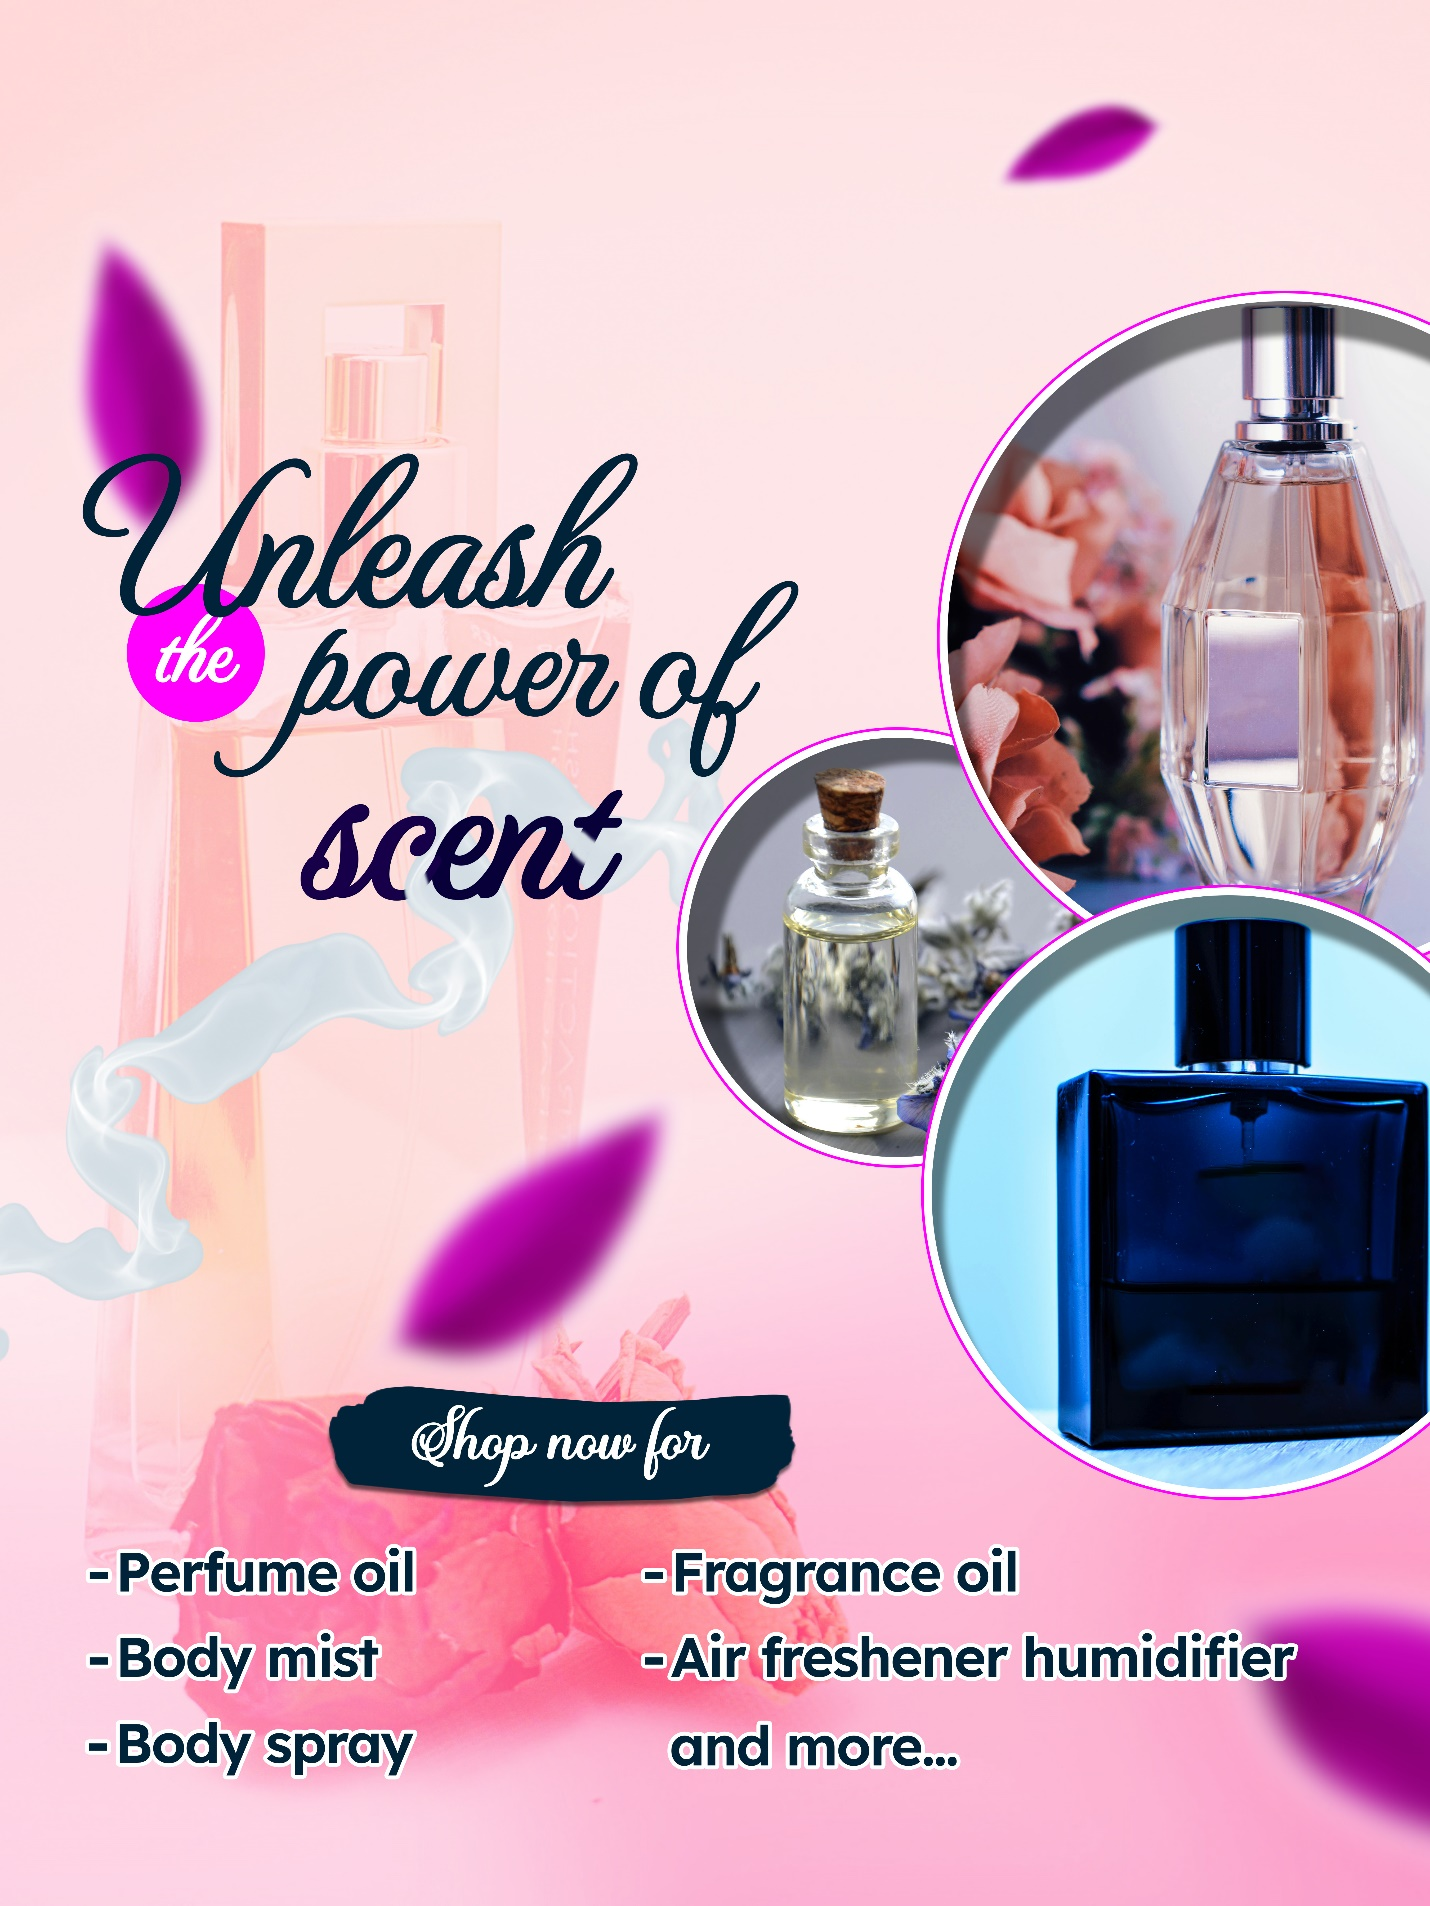 Unleash
the power of
scent
Shop now for
-Perfume oil
-Body mist
-Body spray
-Fragrance oil
-Air freshener humidifier
and more...